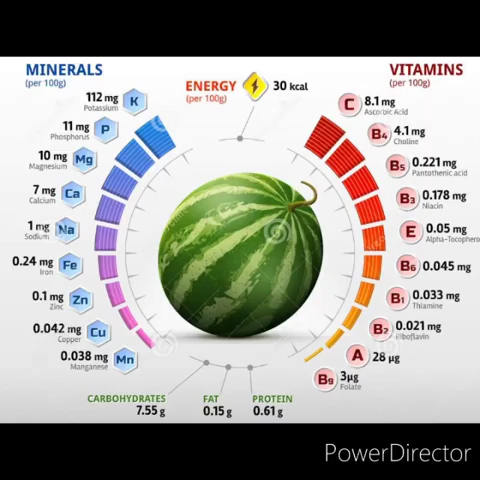 MINERALS
(per 100g)
112 mg K
Potassium
11 mg P
Phosphorus
10 mg Mg
Magnesium
7 mg Ca
Calcium
1 mg Na
Sodium
0.24 mg Fe
Iron
0.1 mg Zn
Zinc
0.042 mg Cu
Copper
0.038 mg Mn
Manganese
ENERGY 30 kcal
(per 100g)
VITAMINS
(per 100g)
C 8.1 mg
Ascorbic Acid
B4 4.1 mg
Choline
B5 0.221 mg
Pantothenic acid
B3 0.178 mg
Niacin
E 0.05 mg
Alpha-Tocophero
B6 0.045 mg
B1 0.033 mg
Thiamine
B2 0.021 mg
Riboflavin
A 28 µg
B9 3µg
Folate
CARBOHYDRATES
7.55 g
FAT
0.15 g
PROTEIN
0.61 g
PowerDirector